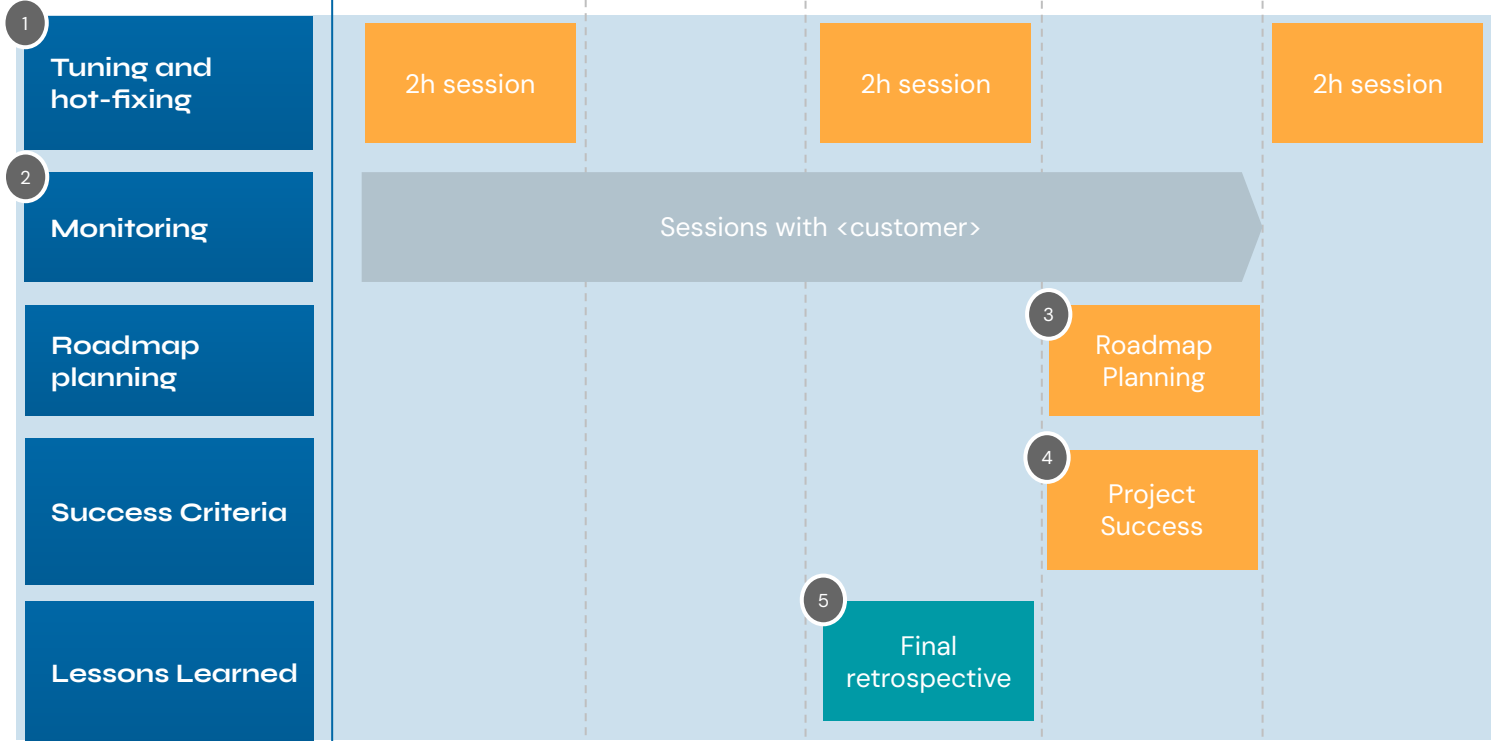 1
Tuning and
hot-fixing
2h session
2h session
2h session
2
Monitoring
Sessions with <customer>
Roadmap
planning
3
Roadmap
Planning
Success Criteria
4
Project
Success
Lessons Learned
5
Final
retrospective